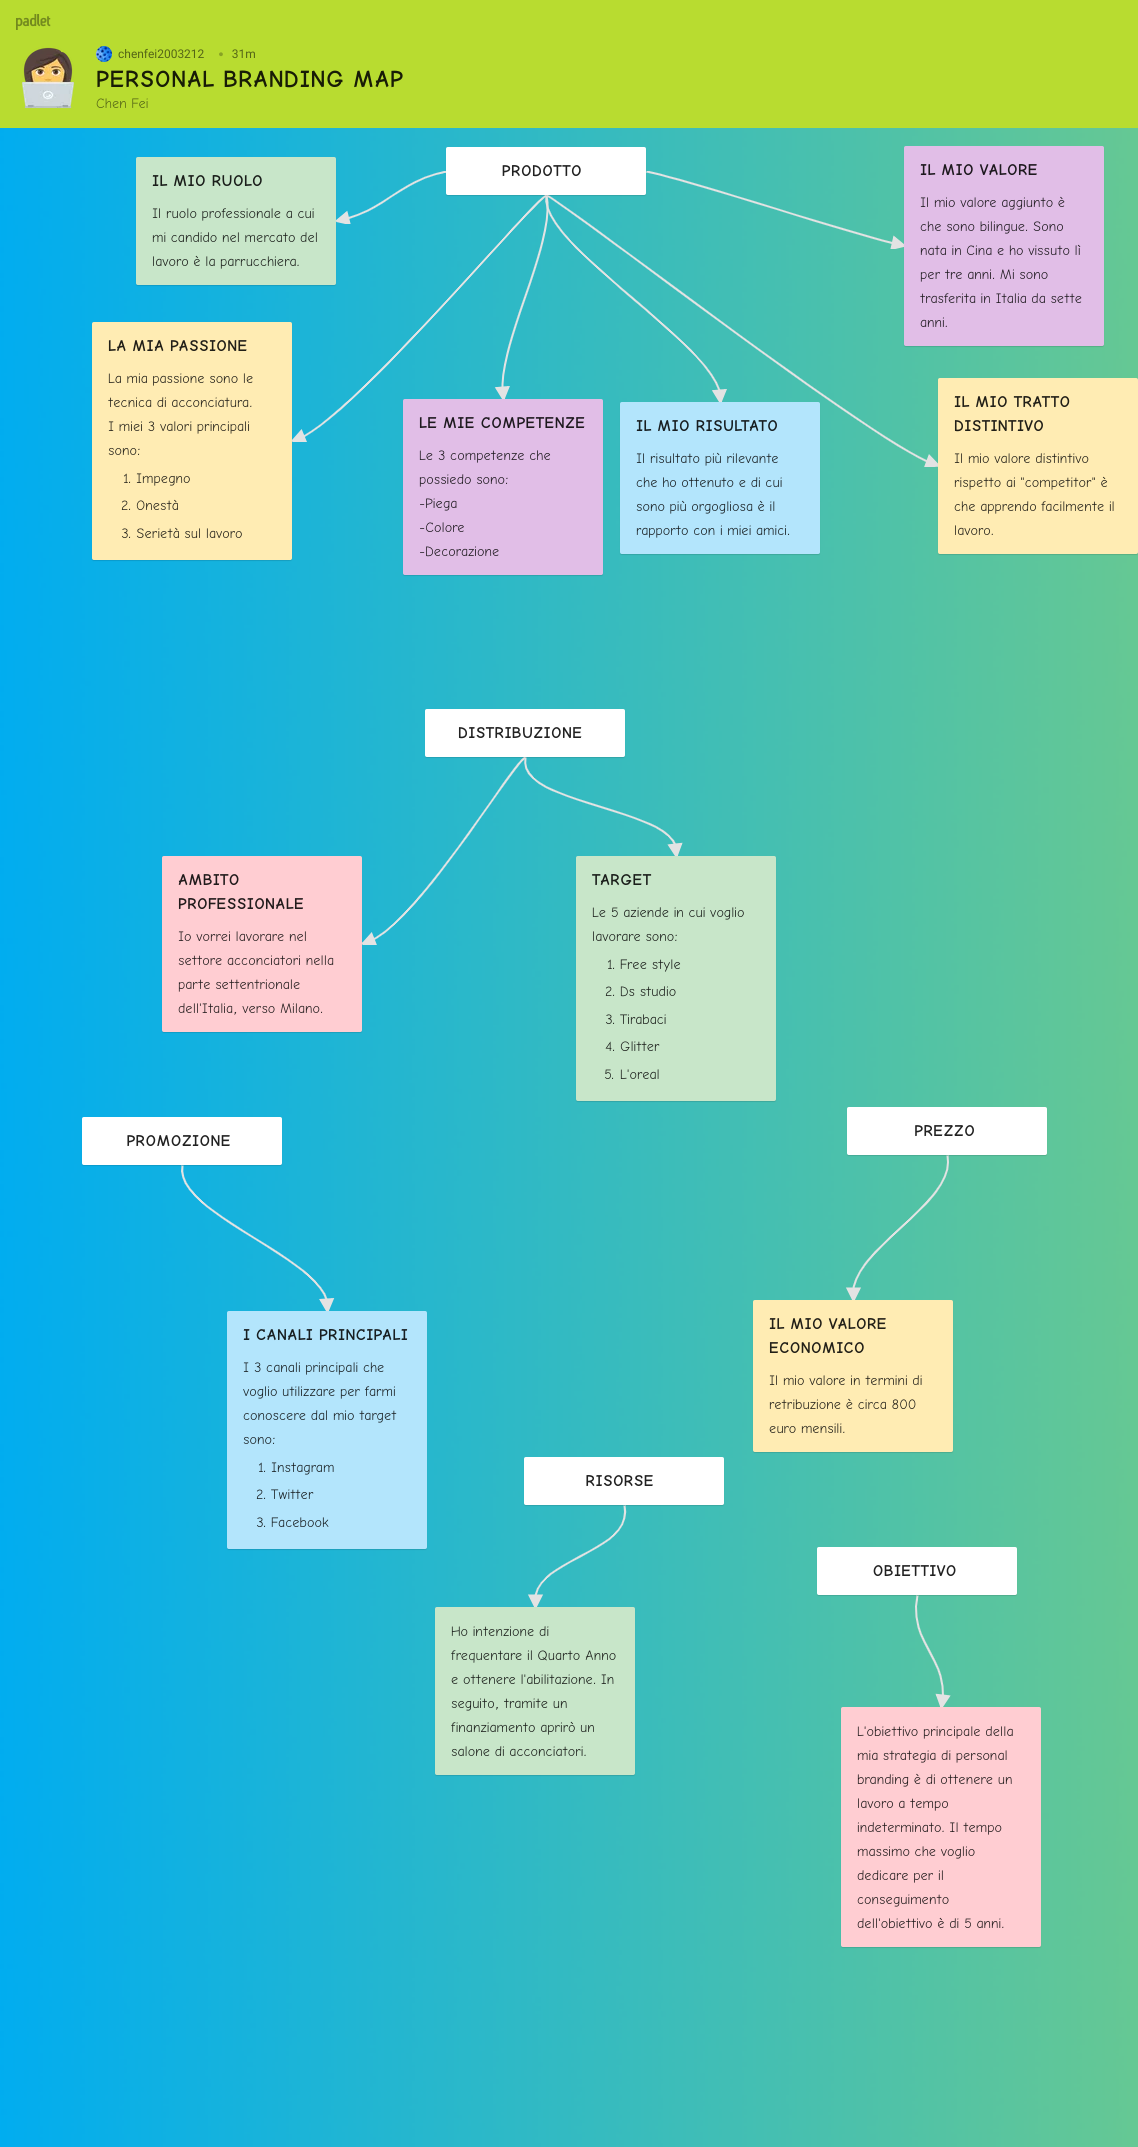 padlet
chenfei2003212 • 31m
PERSONAL BRANDING MAP
Chen Fei
PRODOTTO
IL MIO RUOLO
Il ruolo professionale a cui
mi candido nel mercato del
lavoro è la parrucchiera.
IL MIO VALORE
Il mio valore aggiunto è
che sono bilingue. Sono
nata in Cina e ho vissuto lì
per tre anni. Mi sono
trasferita in Italia da sette
anni.
LA MIA PASSIONE
La mia passione sono le
tecnica di acconciatura.
I miei 3 valori principali
sono:
1. Impegno
2. Onestà
3. Serietà sul lavoro
LE MIE COMPETENZE
Le 3 competenze che
possiedo sono:
-Piega
-Colore
-Decorazione
IL MIO RISULTATO
Il risultato più rilevante
che ho ottenuto e di cui
sono più orgogliosa è il
rapporto con i miei amici.
IL MIO TRATTO
DISTINTIVO
Il mio valore distintivo
rispetto ai "competitor" è
che apprendo facilmente il
lavoro.
DISTRIBUZIONE
AMBITO
PROFESSIONALE
Io vorrei lavorare nel
settore acconciatori nella
parte settentrionale
dell'Italia, verso Milano.
TARGET
Le 5 aziende in cui voglio
lavorare sono:
1. Free style
2. Ds studio
3. Tirabaci
4. Glitter
5. L'oreal
PROMOZIONE
PREZZO
I CANALI PRINCIPALI
I 3 canali principali che
voglio utilizzare per farmi
conoscere dal mio target
sono:
1. Instagram
2. Twitter
3. Facebook
IL MIO VALORE
ECONOMICO
Il mio valore in termini di
retribuzione è circa 800
euro mensili.
RISORSE
Ho intenzione di
frequentare il Quarto Anno
e ottenere l'abilitazione. In
seguito, tramite un
finanziamento aprirò un
salone di acconciatori.
OBIETTIVO
L'obiettivo principale della
mia strategia di personal
branding è di ottenere un
lavoro a tempo
indeterminato. Il tempo
massimo che voglio
dedicare per il
conseguimento
dell'obiettivo è di 5 anni.